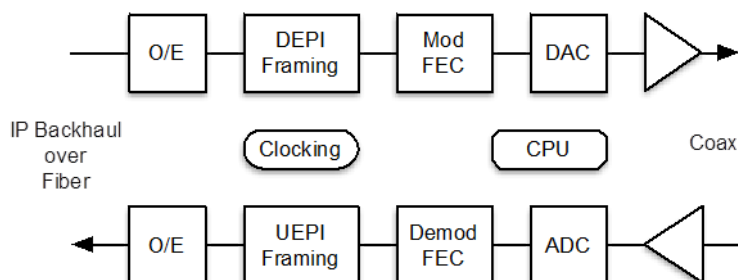 O/E
DEPI
Framing
Mod
FEC
DAC
IP Backhaul
over
Fiber
Clocking
CPU
Coax
O/E
UEPI
Framing
Demod
FEC
ADC